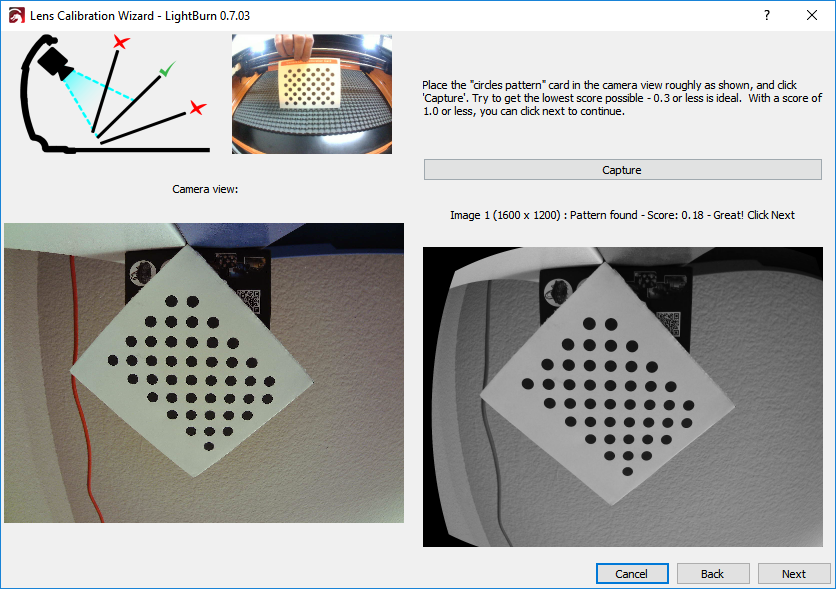 Lens Calibration Wizard - LightBurn 0.7.03
Place the "circles pattern" card in the camera view roughly as shown, and click
'Capture'. Try to get the lowest score possible - 0.3 or less is ideal.  With a score of
1.0 or less, you can click next to continue.
Capture
Camera view:
Image 1 (1600 x 1200) : Pattern found - Score: 0.18 - Great! Click Next
Cancel
Back
Next